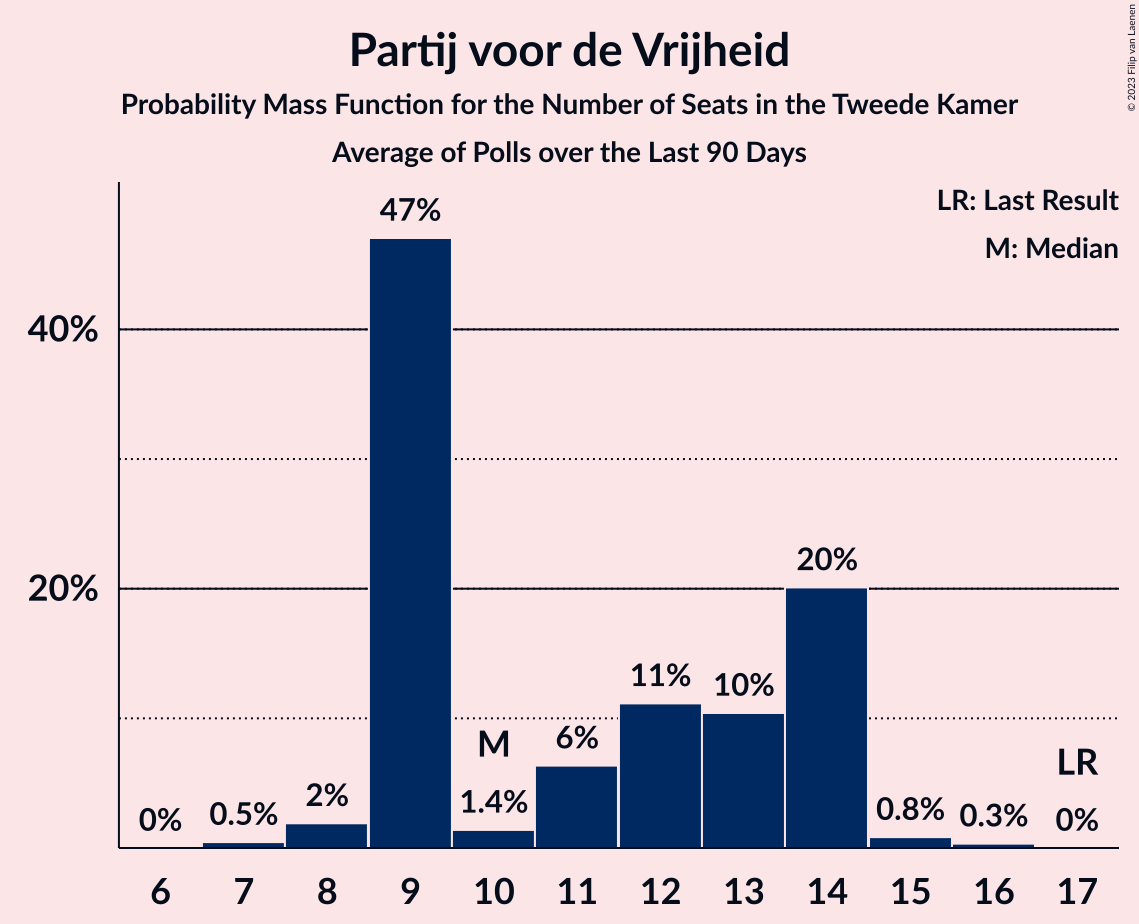 © 2023 Filip van Laenen
Partij voor de Vrijheid
Probability Mass Function for the Number of Seats in the Tweede Kamer
Average of Polls over the Last 90 Days
LR: Last Result
M: Median
40%
20%
0%
0.5%
2%
47%
M
1.4%
6%
11%
10%
20%
0.8%
0.3%
LR
0%
6 7 8 9 10 11 12 13 14 15 16 17